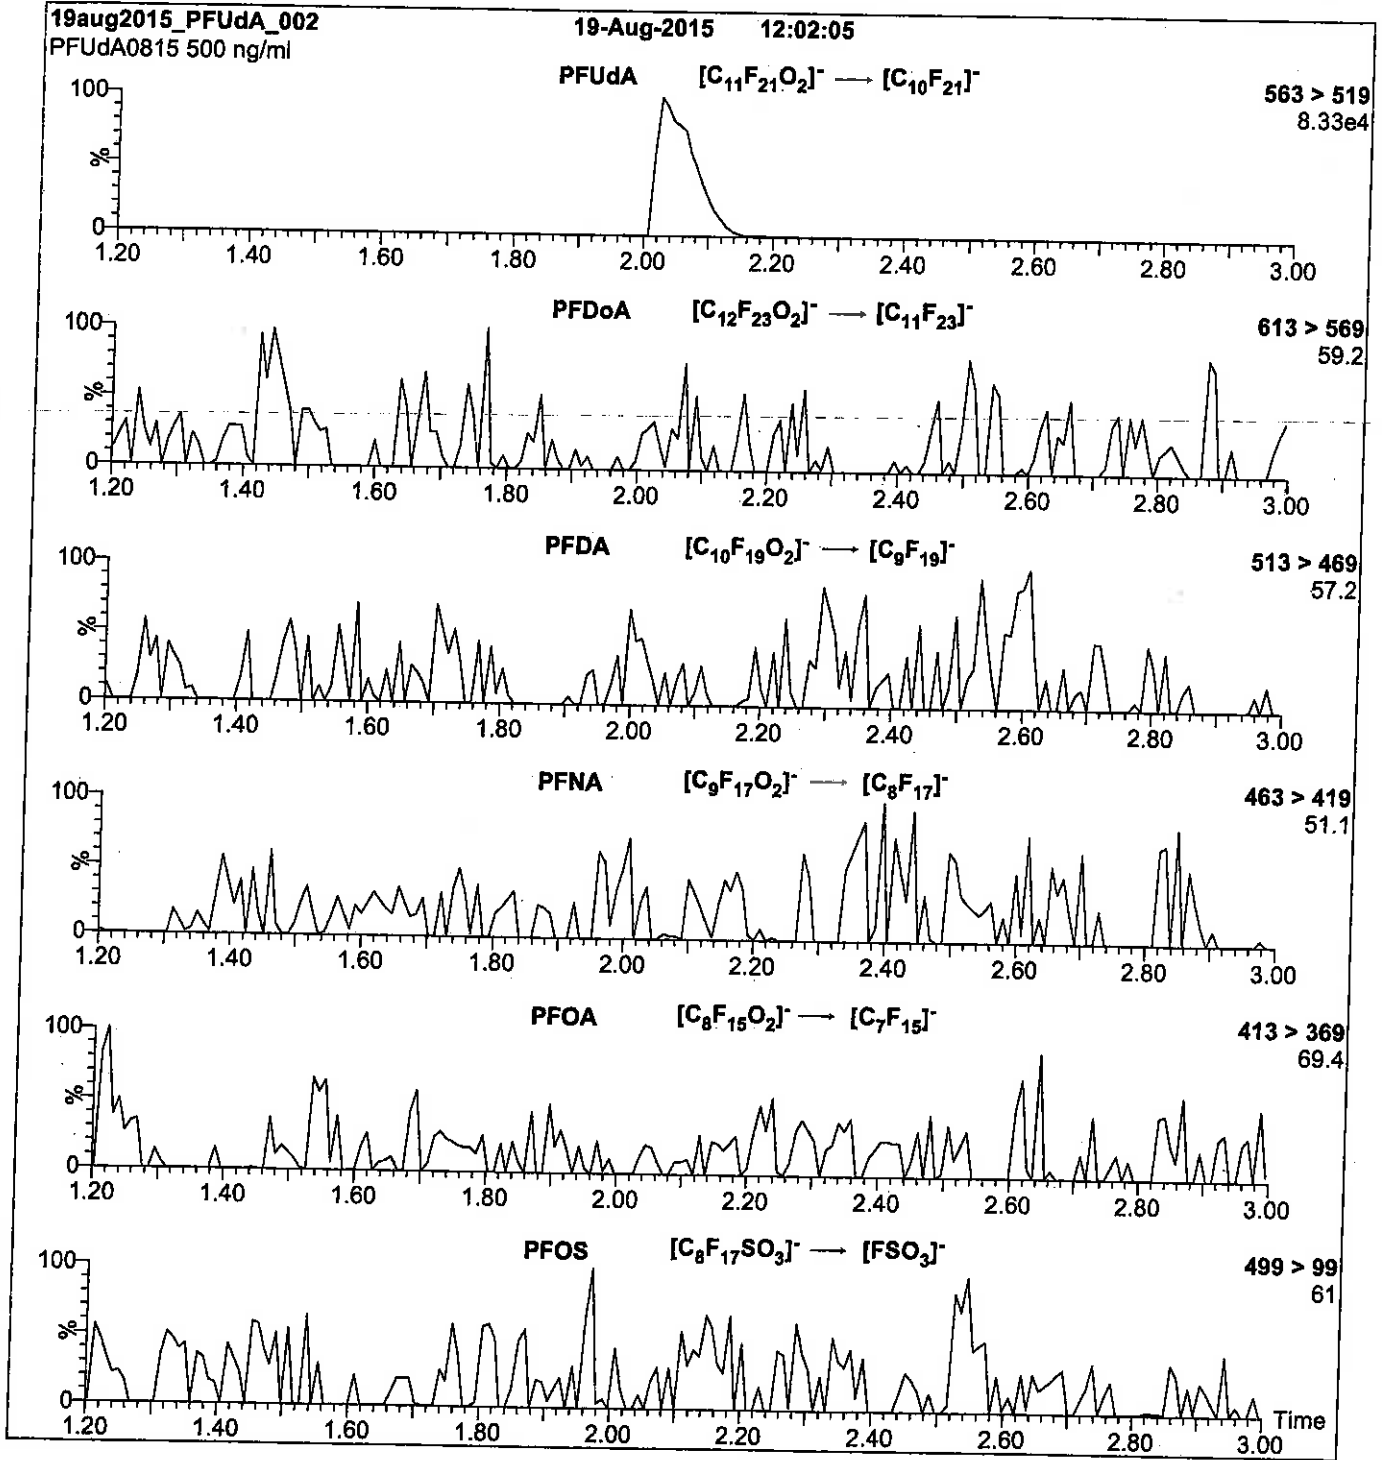 19aug2015_PFUdA_002 19-Aug-2015 12:02:05
PFUdA0815 500 ng/ml
PFUdA [C₁₁F₂₁O₂]⁻ → [C₁₀F₂₁]⁻
563 > 519
8.33e4
100
%
0
1.20 1.40 1.60 1.80 2.00 2.20 2.40 2.60 2.80 3.00
PFDoA [C₁₂F₂₃O₂]⁻ → [C₁₁F₂₃]⁻
613 > 569
59.2
100
%
0
1.20 1.40 1.60 1.80 2.00 2.20 2.40 2.60 2.80 3.00
PFDA [C₁₀F₁₉O₂]⁻ → [C₉F₁₉]⁻
513 > 469
57.2
100
%
0
1.20 1.40 1.60 1.80 2.00 2.20 2.40 2.60 2.80 3.00
PFNA [C₉F₁₇O₂]⁻ → [C₈F₁₇]⁻
463 > 419
51.1
100
%
0
1.20 1.40 1.60 1.80 2.00 2.20 2.40 2.60 2.80 3.00
PFOA [C₈F₁₅O₂]⁻ → [C₇F₁₅]⁻
413 > 369
69.4
100
%
0
1.20 1.40 1.60 1.80 2.00 2.20 2.40 2.60 2.80 3.00
PFOS [C₈F₁₇SO₃]⁻ → [FSO₃]⁻
499 > 99
61
100
%
0
Time
1.20 1.40 1.60 1.80 2.00 2.20 2.40 2.60 2.80 3.00